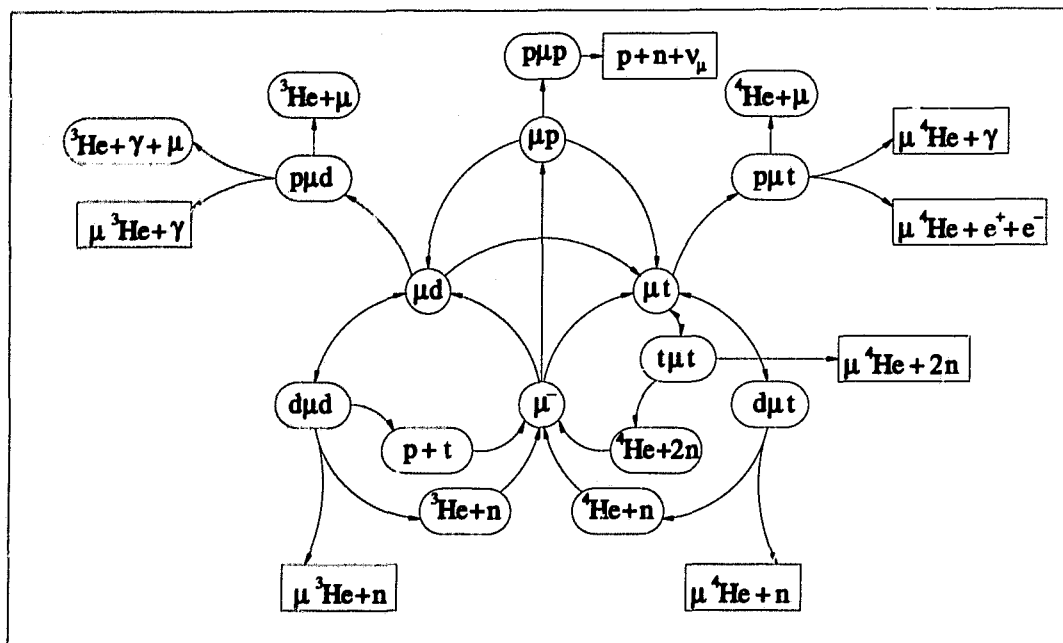 pμp
p+n+ν_μ
³He+μ
⁴He+μ
³He+γ+μ
μp
μ ⁴He+γ
pμd
pμt
μ ³He+γ
μ ⁴He+e⁺+e⁻
μd
μt
tμt
μ ⁴He+2n
dμd
μ⁻
dμt
p+t
⁴He+2n
³He+n
⁴He+n
μ ³He+n
μ ⁴He+n